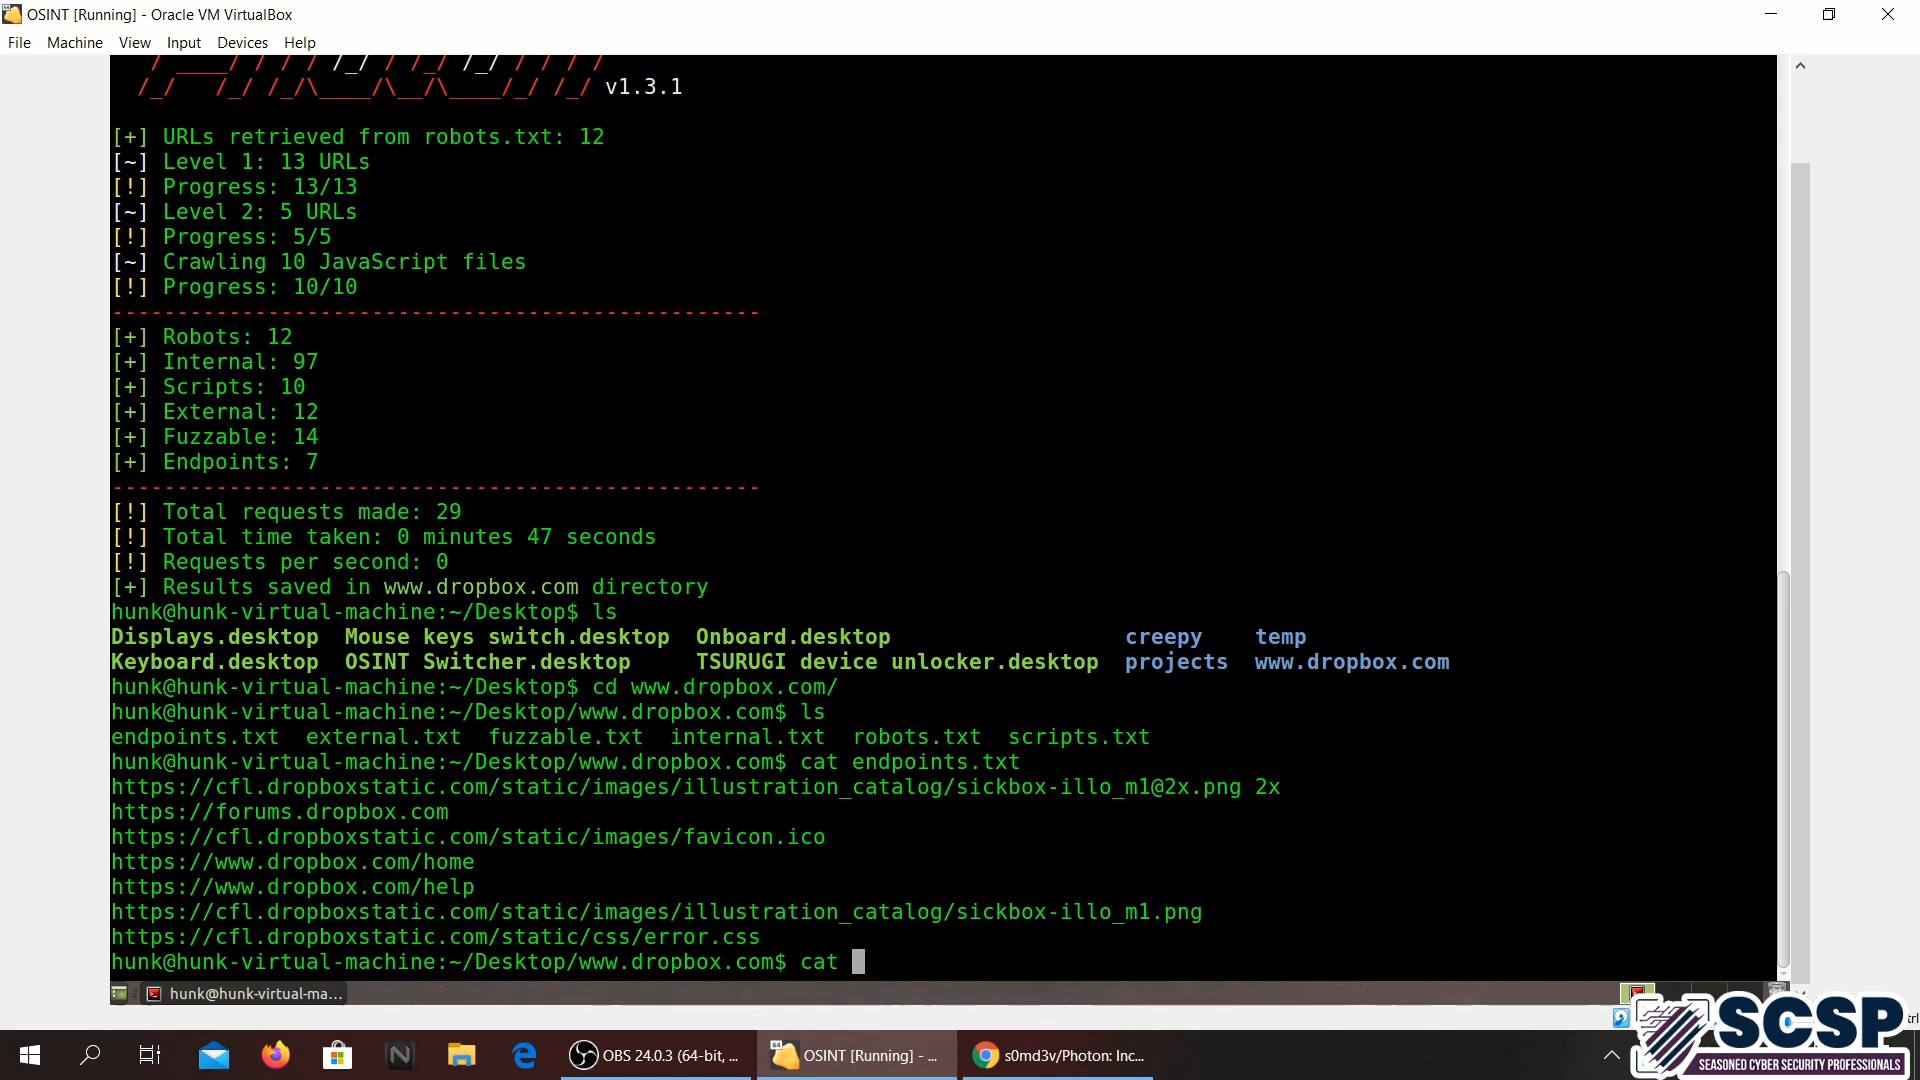 OSINT [Running] - Oracle VM VirtualBox
File Machine View Input Devices Help
v1.3.1
[+] URLs retrieved from robots.txt: 12
[~] Level 1: 13 URLs
[!] Progress: 13/13
[~] Level 2: 5 URLs
[!] Progress: 5/5
[~] Crawling 10 JavaScript files
[!] Progress: 10/10
--------------------------------------------------
[+] Robots: 12
[+] Internal: 97
[+] Scripts: 10
[+] External: 12
[+] Fuzzable: 14
[+] Endpoints: 7
--------------------------------------------------
[!] Total requests made: 29
[!] Total time taken: 0 minutes 47 seconds
[!] Requests per second: 0
[+] Results saved in www.dropbox.com directory
hunk@hunk-virtual-machine:~/Desktop$ ls
Displays.desktop Mouse keys switch.desktop Onboard.desktop creepy temp
Keyboard.desktop OSINT Switcher.desktop TSURUGI device unlocker.desktop projects www.dropbox.com
hunk@hunk-virtual-machine:~/Desktop$ cd www.dropbox.com/
hunk@hunk-virtual-machine:~/Desktop/www.dropbox.com$ ls
endpoints.txt external.txt fuzzable.txt internal.txt robots.txt scripts.txt
hunk@hunk-virtual-machine:~/Desktop/www.dropbox.com$ cat endpoints.txt
https://cfl.dropboxstatic.com/static/images/illustration_catalog/sickbox-illo_m1@2x.png 2x
https://forums.dropbox.com
https://cfl.dropboxstatic.com/static/images/favicon.ico
https://www.dropbox.com/home
https://www.dropbox.com/help
https://cfl.dropboxstatic.com/static/images/illustration_catalog/sickbox-illo_m1.png
https://cfl.dropboxstatic.com/static/css/error.css
hunk@hunk-virtual-machine:~/Desktop/www.dropbox.com$ cat
hunk@hunk-virtual-ma...
SCSP
SEASONED CYBER SECURITY PROFESSIONALS
OBS 24.0.3 (64-bit, ...
OSINT [Running] - ...
s0md3v/Photon: Inc...